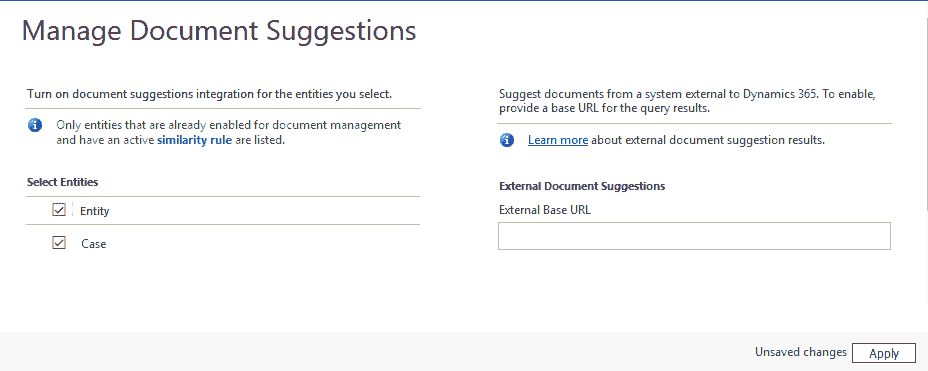 Manage Document Suggestions
Turn on document suggestions integration for the entities you select.
Only entities that are already enabled for document management
and have an active similarity rule are listed.
Select Entities
Entity
Case
Suggest documents from a system external to Dynamics 365. To enable,
provide a base URL for the query results.
Learn more about external document suggestion results.
External Document Suggestions
External Base URL
Unsaved changes
Apply